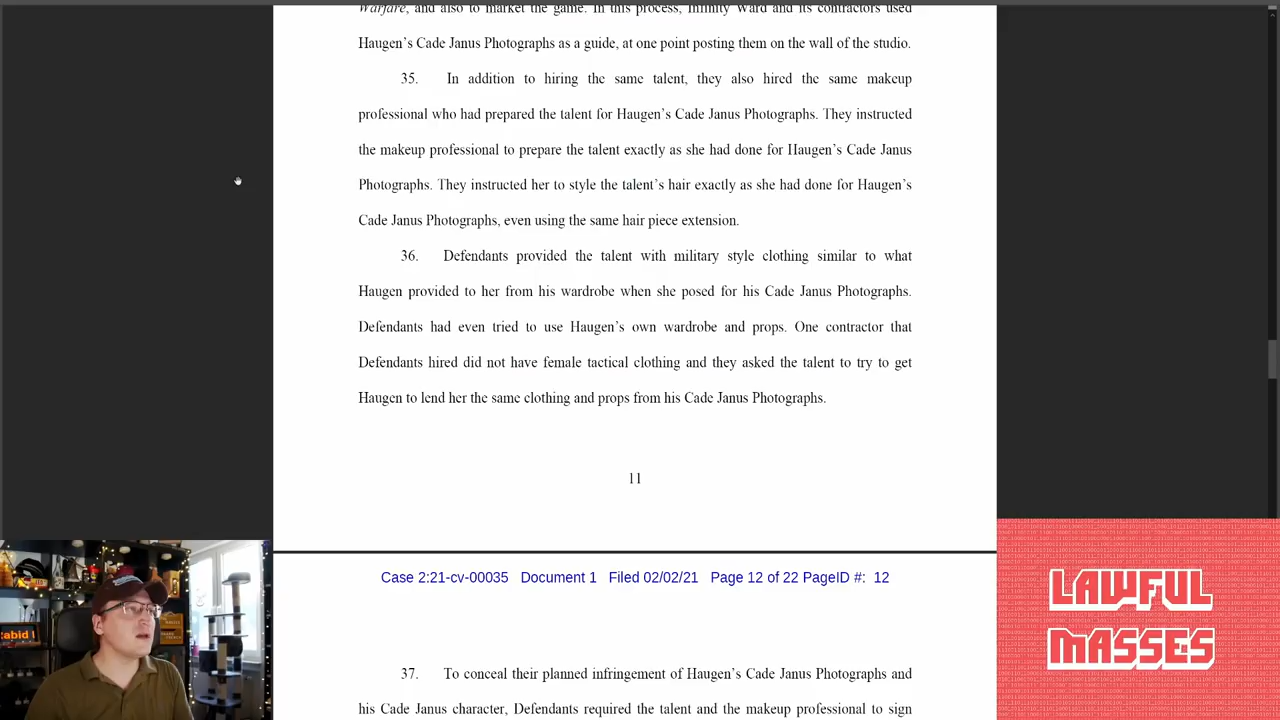 Warfare, and also to market the game. In this process, Infinity Ward and its contractors used
Haugen’s Cade Janus Photographs as a guide, at one point posting them on the wall of the studio.
35. In addition to hiring the same talent, they also hired the same makeup
professional who had prepared the talent for Haugen’s Cade Janus Photographs. They instructed
the makeup professional to prepare the talent exactly as she had done for Haugen’s Cade Janus
Photographs. They instructed her to style the talent’s hair exactly as she had done for Haugen’s
Cade Janus Photographs, even using the same hair piece extension.
36. Defendants provided the talent with military style clothing similar to what
Haugen provided to her from his wardrobe when she posed for his Cade Janus Photographs.
Defendants had even tried to use Haugen’s own wardrobe and props. One contractor that
Defendants hired did not have female tactical clothing and they asked the talent to try to get
Haugen to lend her the same clothing and props from his Cade Janus Photographs.
11
Case 2:21-cv-00035 Document 1 Filed 02/02/21 Page 12 of 22 PageID #: 12
37. To conceal their planned infringement of Haugen’s Cade Janus Photographs and
his Cade Janus character, Defendants required the talent and the makeup professional to sign
LAWFUL
MASSES